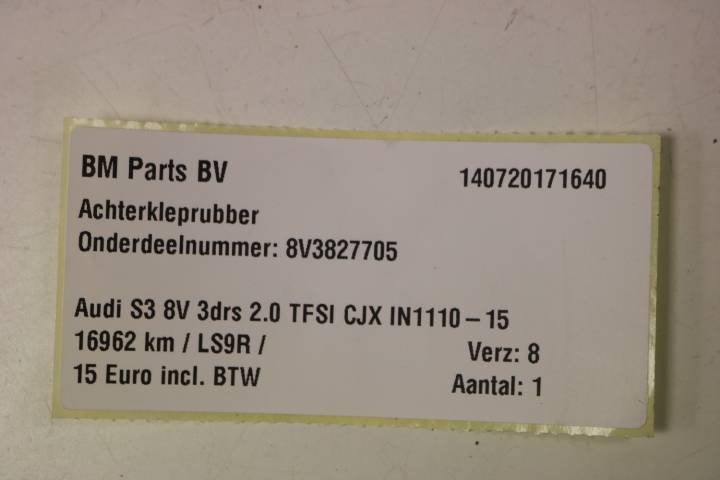 BM Parts BV 140720171640
Achterkleprubber
Onderdeelnummer: 8V3827705
Audi S3 8V 3drs 2.0 TFSI CJX IN1110-15
16962 km / LS9R / Verz: 8
15 Euro incl. BTW Aantal: 1